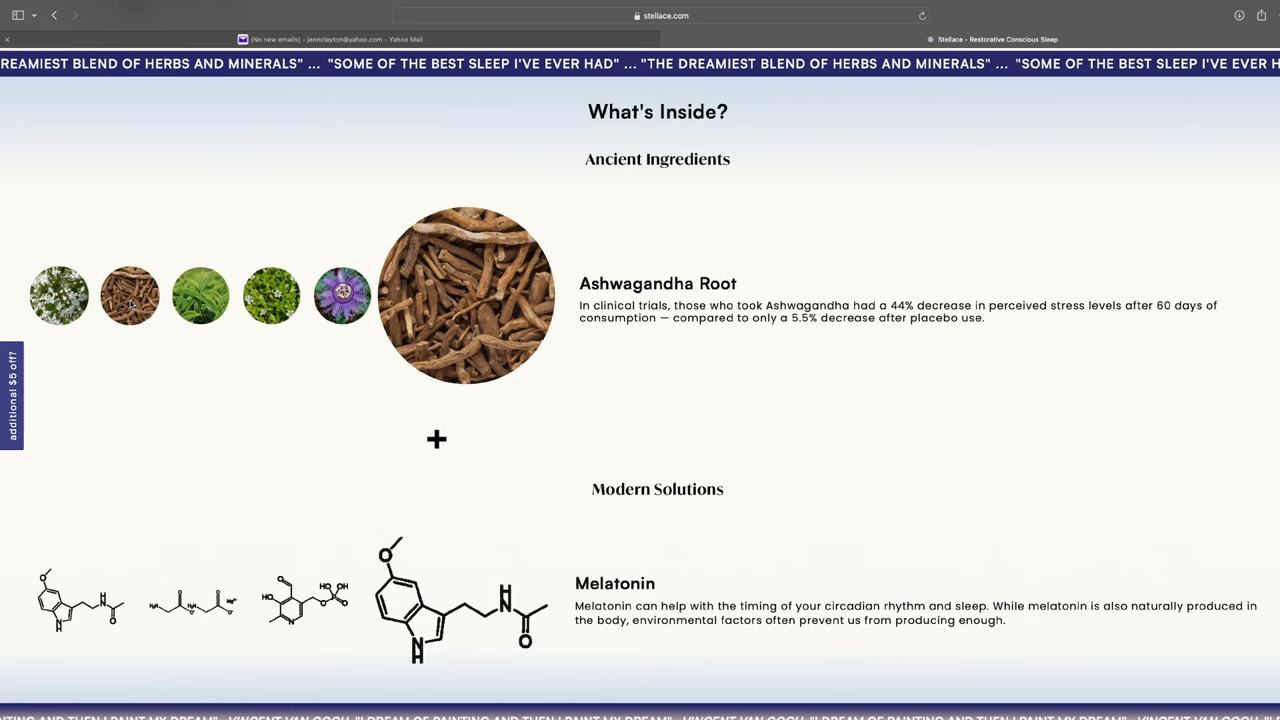 stellace.com
(No new emails) - jennclayton@yahoo.com - Yahoo Mail
Stellace - Restorative Conscious Sleep
REAMIEST BLEND OF HERBS AND MINERALS" ... "SOME OF THE BEST SLEEP I'VE EVER HAD" ... "THE DREAMIEST BLEND OF HERBS AND MINERALS" ... "SOME OF THE BEST SLEEP I'VE EVER H
What's Inside?
Ancient Ingredients
Ashwagandha Root
In clinical trials, those who took Ashwagandha had a 44% decrease in perceived stress levels after 60 days of
consumption — compared to only a 5.5% decrease after placebo use.
additional $5 off?
Modern Solutions
Melatonin
Melatonin can help with the timing of your circadian rhythm and sleep. While melatonin is also naturally produced in
the body, environmental factors often prevent us from producing enough.